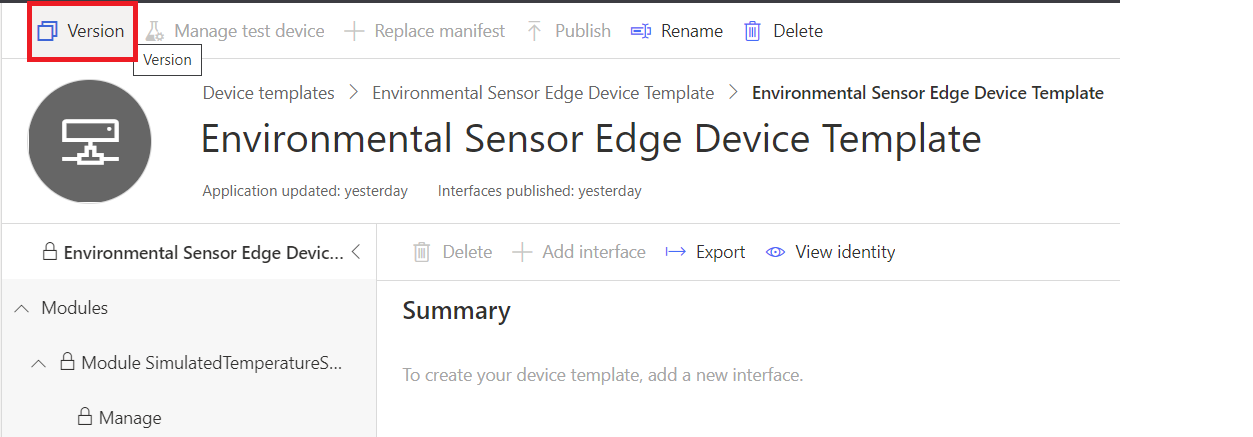 Version Manage test device Replace manifest Publish Rename Delete
Version
Device templates Environmental Sensor Edge Device Template Environmental Sensor Edge Device Template
Environmental Sensor Edge Device Template
Application updated: yesterday Interfaces published: yesterday
Environmental Sensor Edge Devic...
Delete Add interface Export View identity
Modules
Summary
Module SimulatedTemperatureS...
To create your device template, add a new interface.
Manage